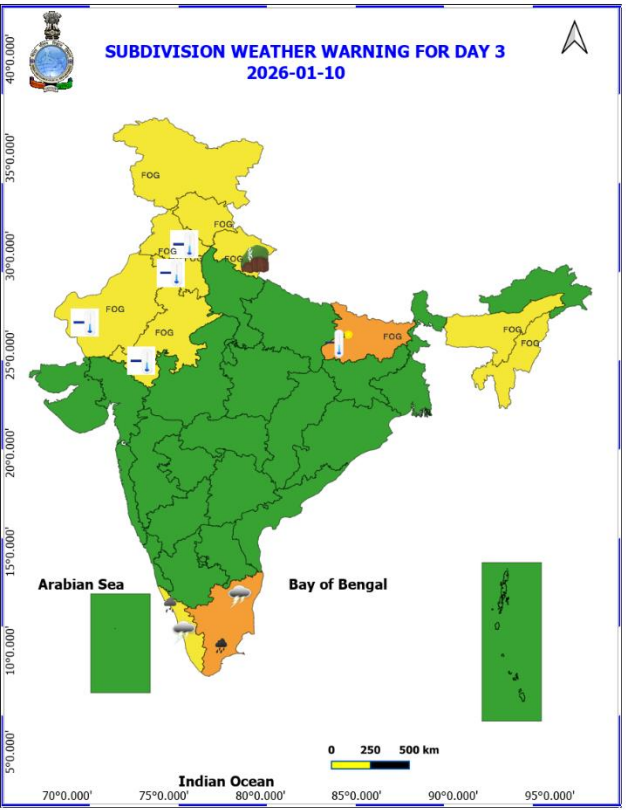 SUBDIVISION WEATHER WARNING FOR DAY 3
2026-01-10
40°0.000'
35°0.000'
30°0.000'
25°0.000'
20°0.000'
15°0.000'
10°0.000'
5°0.000'
FOG
FOG
FOG
FOG
FOG
FOG
FOG
FOG
FOG
FOG
Arabian Sea
Bay of Bengal
0 250 500 km
Indian Ocean
70°0.000' 75°0.000' 80°0.000' 85°0.000' 90°0.000' 95°0.000'